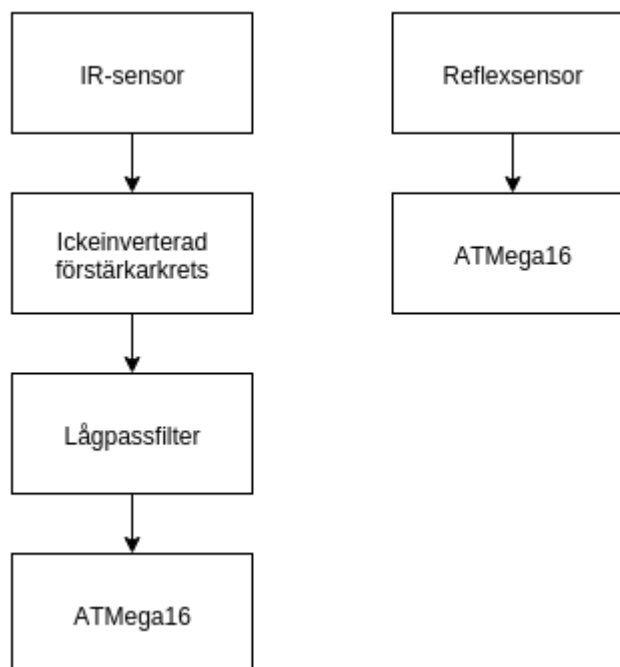 IR-sensor
Reflexsensor
Ickeinverterad
förstärkarkrets
ATMega16
Lågpassfilter
ATMega16